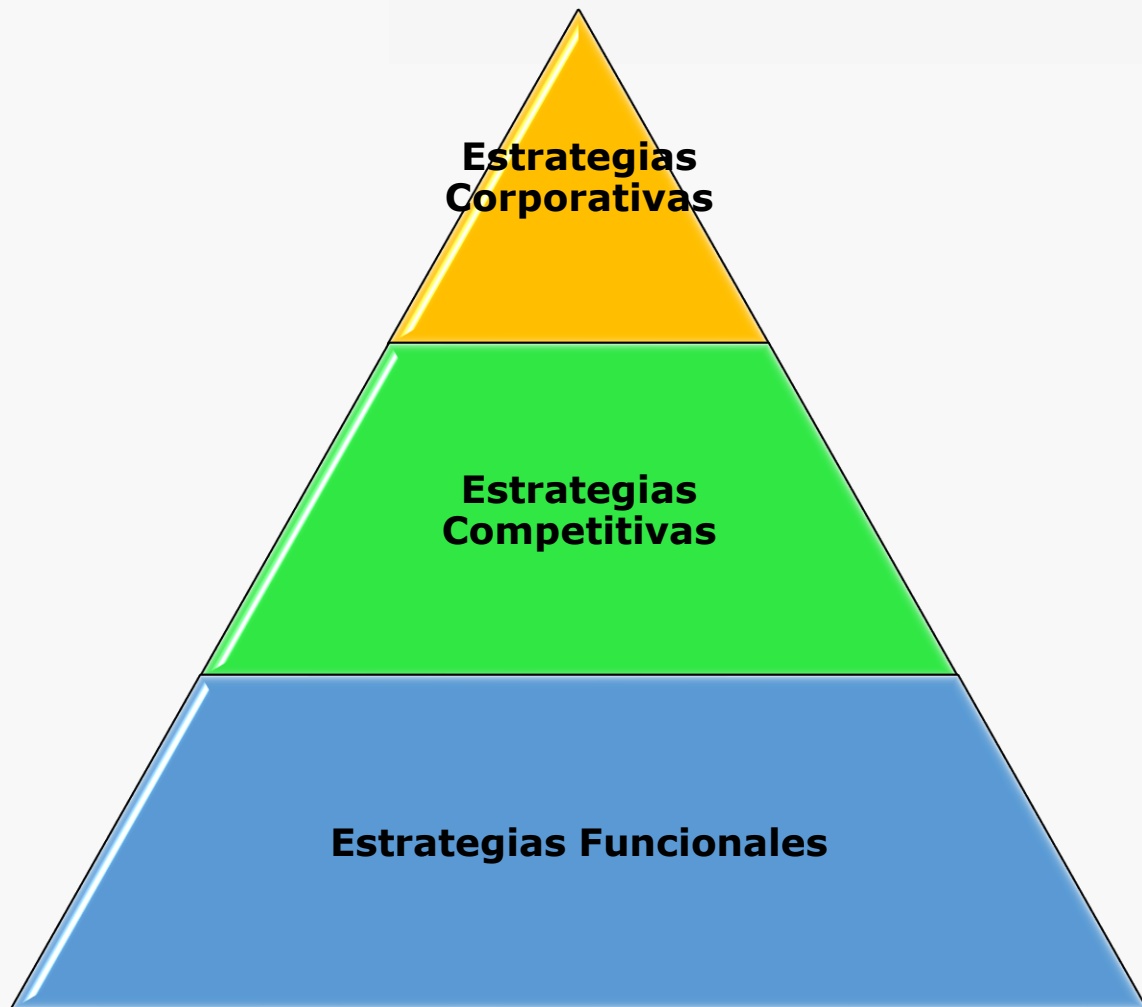 Estrategias
Corporativas
Estrategias
Competitivas
Estrategias Funcionales